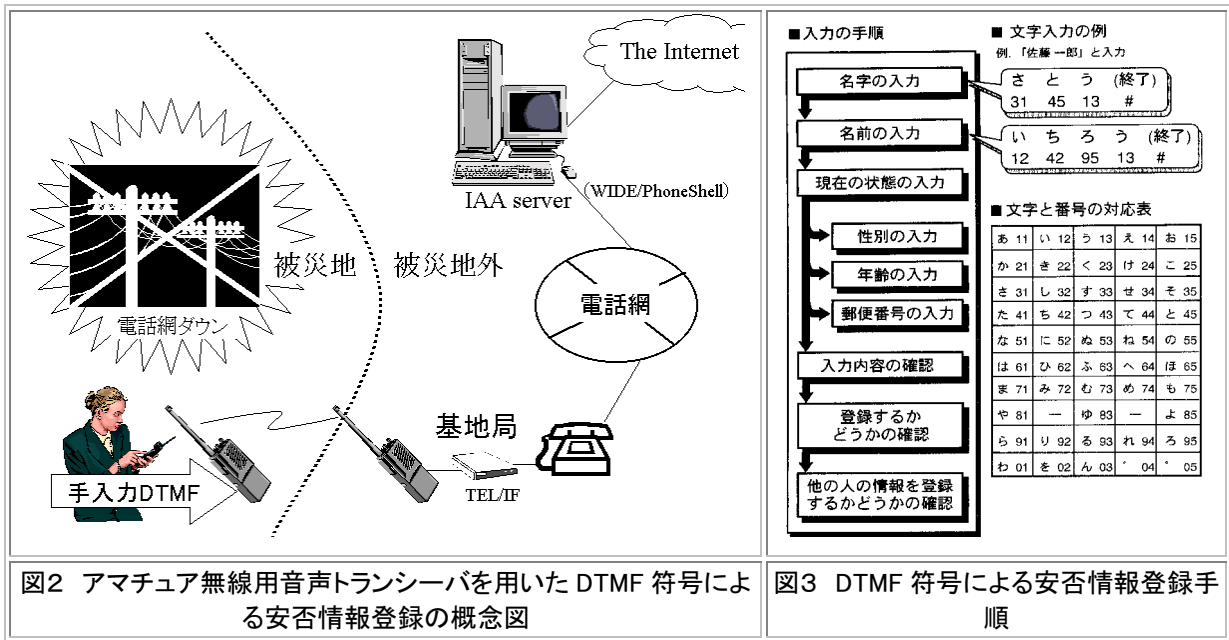 The Internet
IAA server
(WIDE/PhoneShell)
被災地 被災地外
電話網ダウン
電話網
基地局
TEL/IF
手入力DTMF
図2 アマチュア無線用音声トランシーバを用いた DTMF 符号によ
る安否情報登録の概念図
■入力の手順
名字の入力
名前の入力
現在の状態の入力
性別の入力
年齢の入力
郵便番号の入力
入力内容の確認
登録するか
どうかの確認
他の人の情報を登録
するかどうかの確認
■ 文字入力の例
例.「佐藤一郎」と入力
さ と う (終了)
31 45 13 #
い ち ろ う (終了)
12 42 95 13 #
■文字と番号の対応表
あ 11 い 12 う 13 え 14 お 15
か 21 き 22 く 23 け 24 こ 25
さ 31 し 32 す 33 せ 34 そ 35
た 41 ち 42 つ 43 て 44 と 45
な 51 に 52 ぬ 53 ね 54 の 55
は 61 ひ 62 ふ 63 へ 64 ほ 65
ま 71 み 72 む 73 め 74 も 75
や 81 ー ゆ 83 ー よ 85
ら 91 り 92 る 93 れ 94 ろ 95
わ 01 を 02 ん 03 ゛ 04 ゜ 05
図3 DTMF 符号による安否情報登録手
順